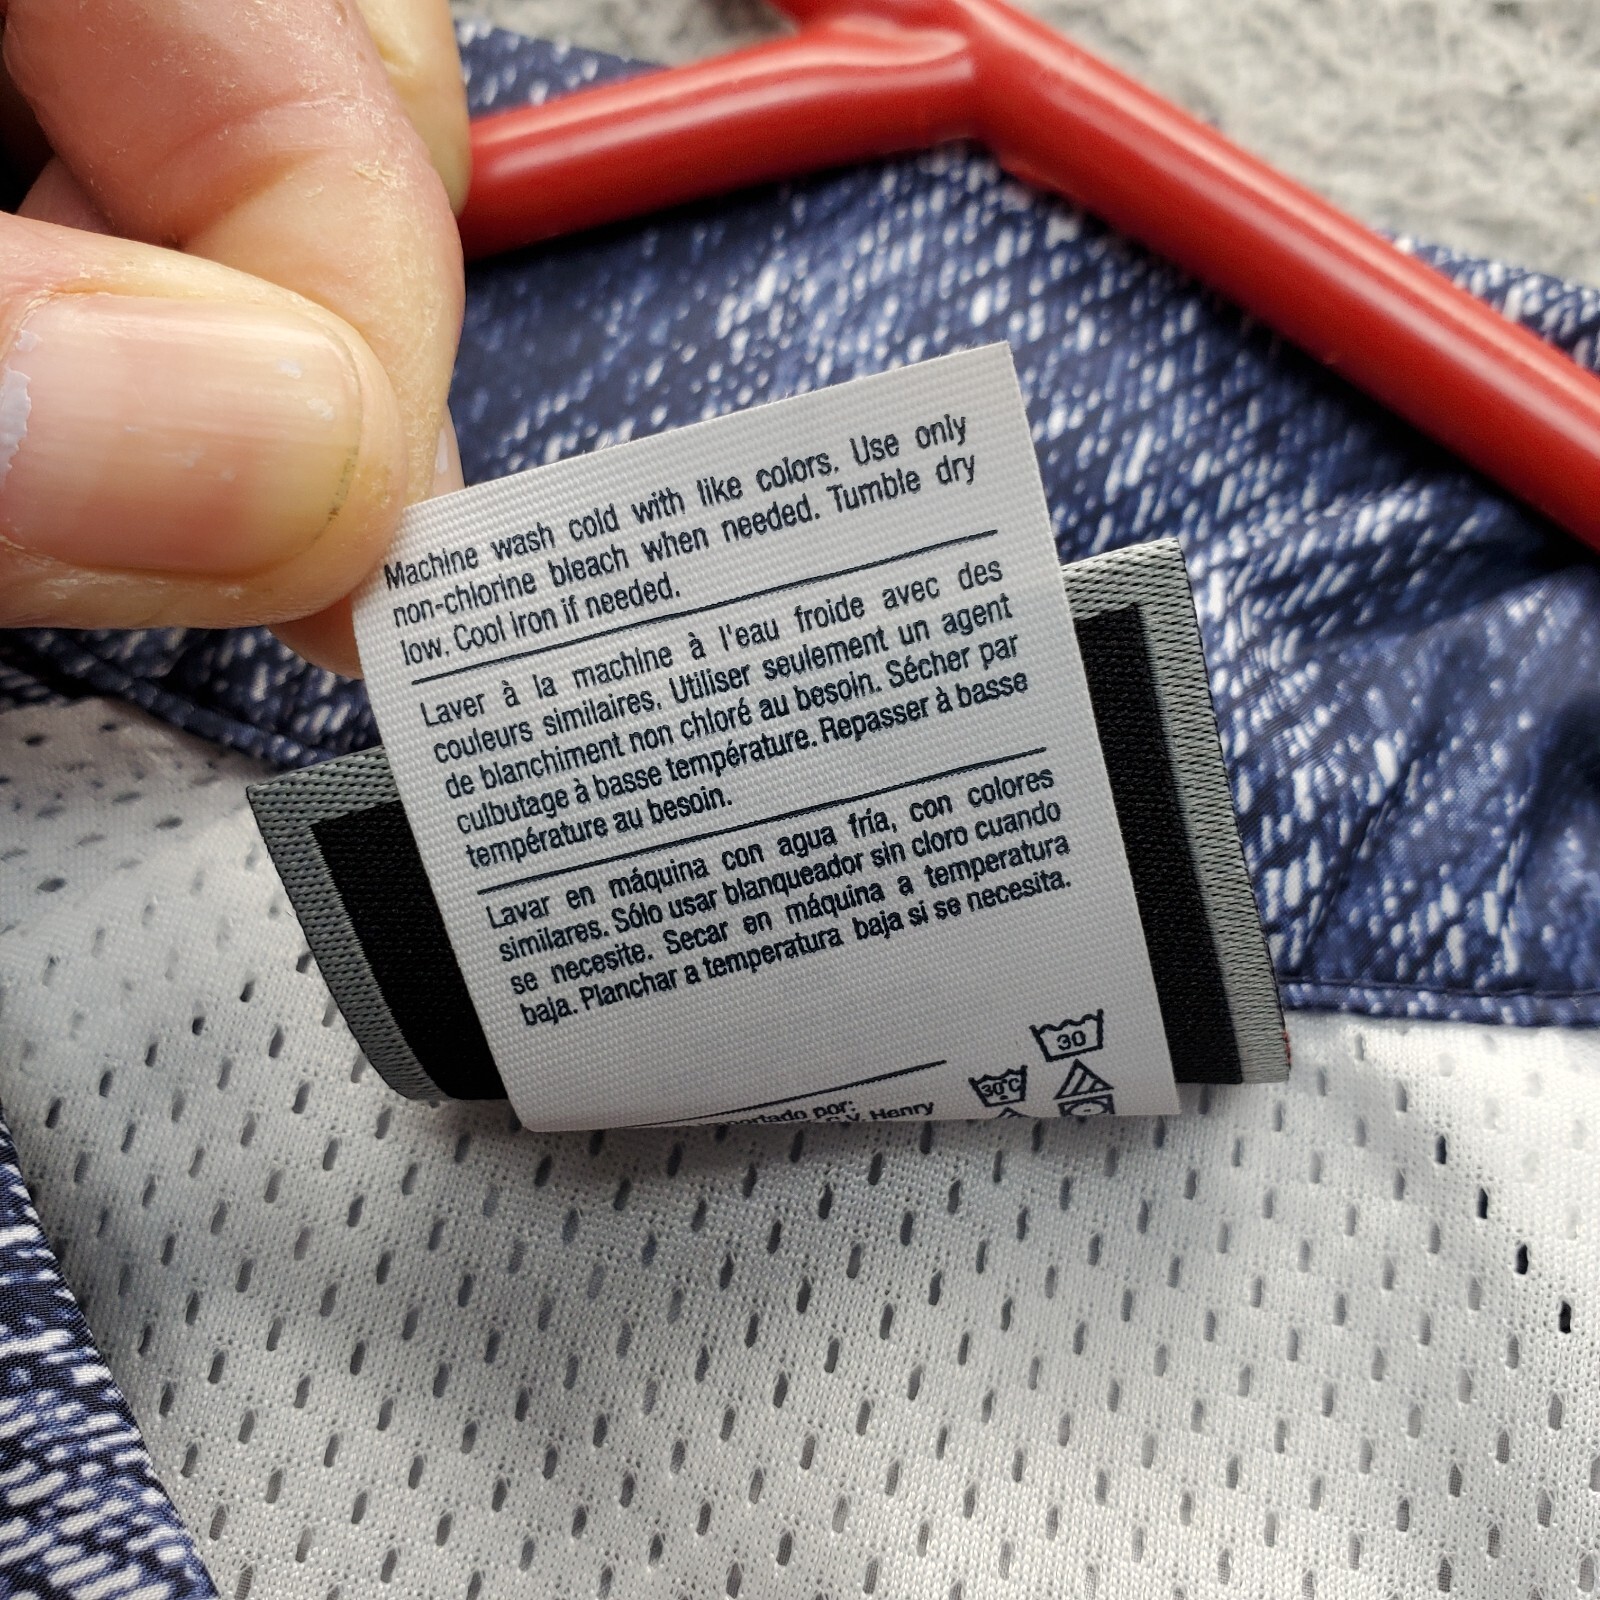 Machine wash cold with like colors. Use only
non-chlorine bleach when needed. Tumble dry
low. Cool iron if needed.
Laver à la machine à l'eau froide avec des
couleurs similaires. Utiliser seulement un agent
de blanchiment non chloré au besoin. Sécher par
culbutage à basse température. Repasser à basse
température au besoin.
Lavar en máquina con agua fría, con colores
similares. Sólo usar blanqueador sin cloro cuando
se necesite. Secar en máquina a temperatura
baja. Planchar a temperatura baja si se necesita.
30
30°C
por:
Henry